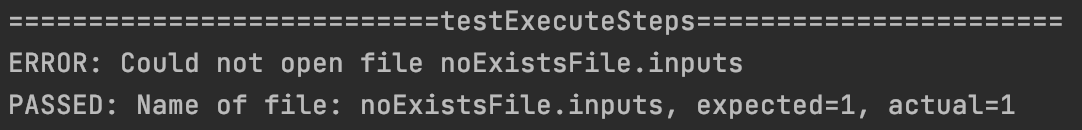 ===========================testExecuteSteps=======================
ERROR: Could not open file noExistsFile.inputs
PASSED: Name of file: noExistsFile.inputs, expected=1, actual=1